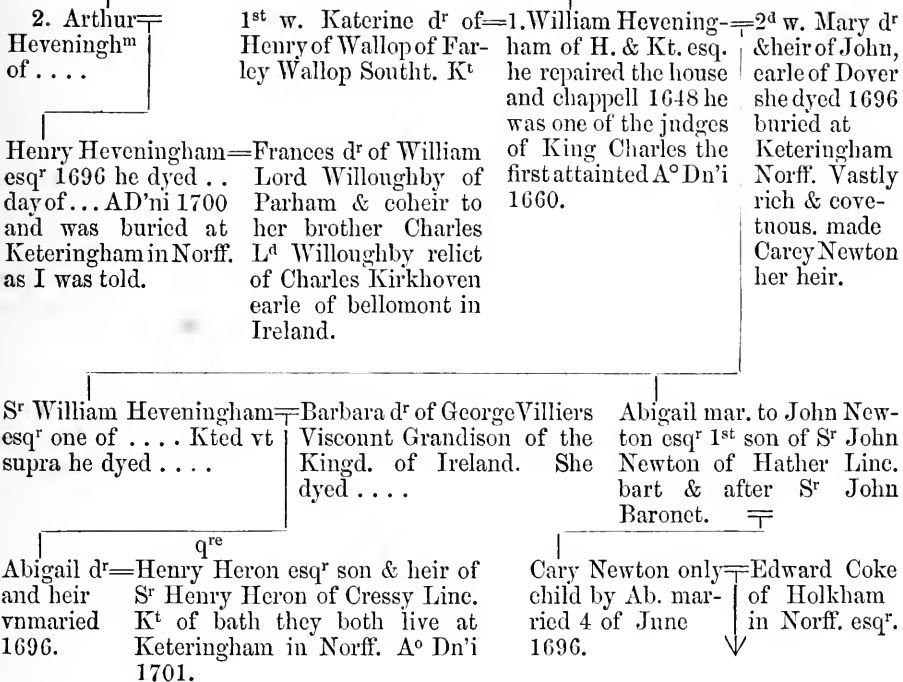 2. Arthur
Heveninghᵐ
of . . . .
1ˢᵗ w. Katerine dʳ of=
Henry of Wallop of Far-
ley Wallop Southt. Kᵗ
1. William Hevening-=
ham of H. & Kt. esq.
he repaired the house
and chappell 1648 he
was one of the judges
of King Charles the
first attainted Aº Dn'i
1660.
2ᵈ w. Mary dʳ
& heir of John,
earle of Dover
she dyed 1696
buried at
Keteringham
Norff. Vastly
rich & cove-
tuous. made
Carey Newton
her heir.
Henry Heveningham=
esqʳ 1696 he dyed . .
day of . . . AD'ni 1700
and was buried at
Keteringham in Norff.
as I was told.
Frances dʳ of William
Lord Willoughby of
Parham & coheir to
her brother Charles
Lᵈ Willoughby relict
of Charles Kirkhoven
earle of bellomont in
Ireland.
Sʳ William Heveningham=
esqʳ one of . . . . Kted vt
supra he dyed . . . .
Barbara dʳ of George Villiers
Viscount Grandison of the
Kingd. of Ireland. She
dyed . . . .
Abigail mar. to John New-
ton esqʳ 1ˢᵗ son of Sʳ John
Newton of Hather Linc.
bart & after Sʳ John
Baronet.
Abigail dʳ=
and heir
vnmaried
1696.
qʳᵉ
Henry Heron esqʳ son & heir of
Sʳ Henry Heron of Cressy Linc.
Kᵗ of bath they both live at
Keteringham in Norff. Aº Dn'i
1701.
Cary Newton only=
child by Ab. mar-
ried 4 of June
1696.
Edward Coke
of Holkham
in Norff. esqʳ.